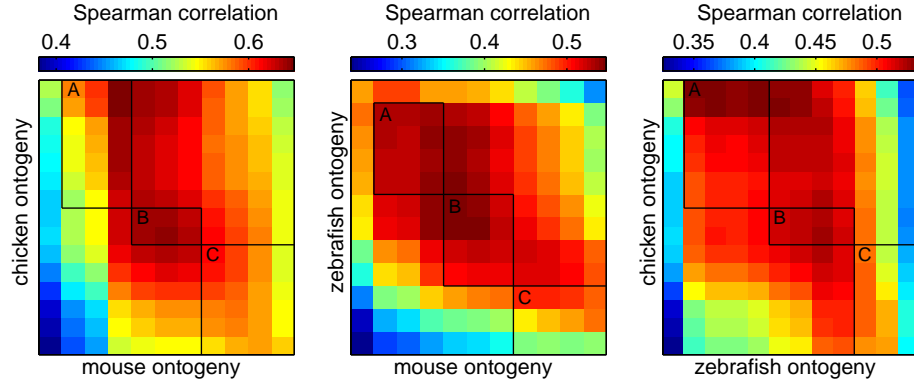 Spearman correlation
0.4 0.5 0.6
A
B
C
chicken ontogeny
mouse ontogeny
Spearman correlation
0.3 0.4 0.5
A
B
C
zebrafish ontogeny
mouse ontogeny
Spearman correlation
0.35 0.4 0.45 0.5
A
B
C
chicken ontogeny
zebrafish ontogeny